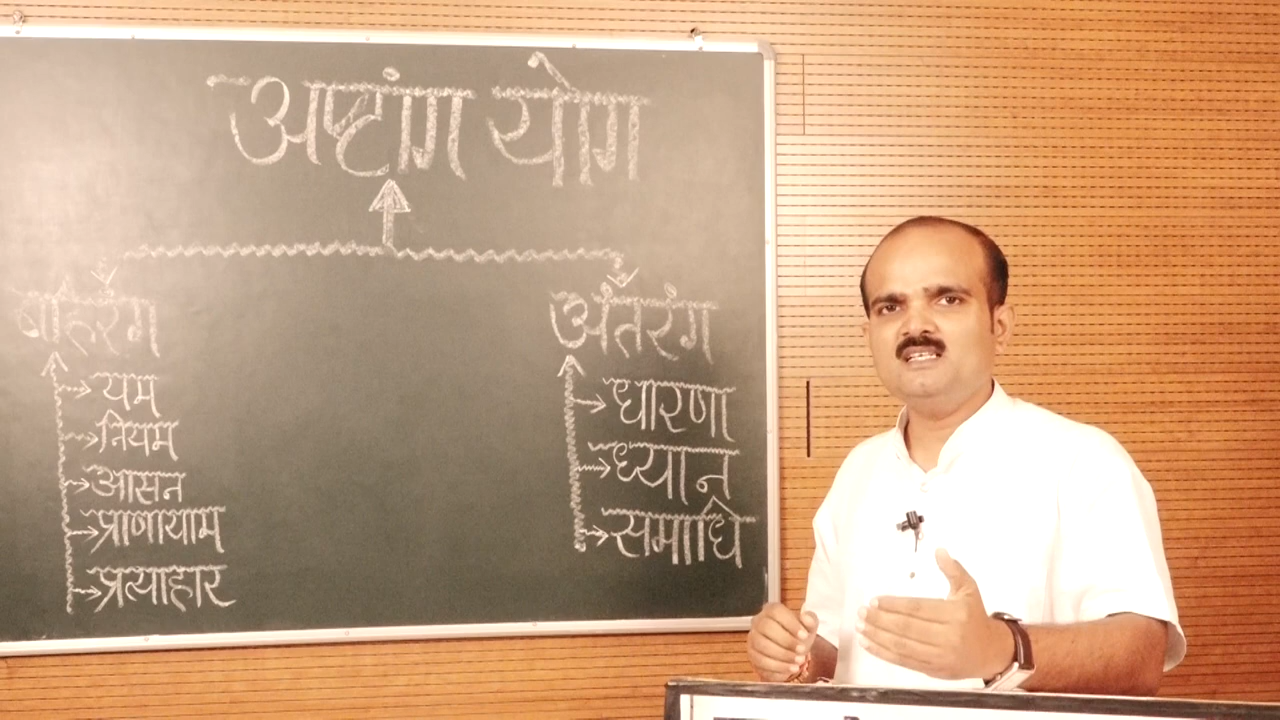 अष्टांग योग
बहिरंग
यम
नियम
आसन
प्राणायाम
प्रत्याहार
अंतरंग
धारणा
ध्यान
समाधि